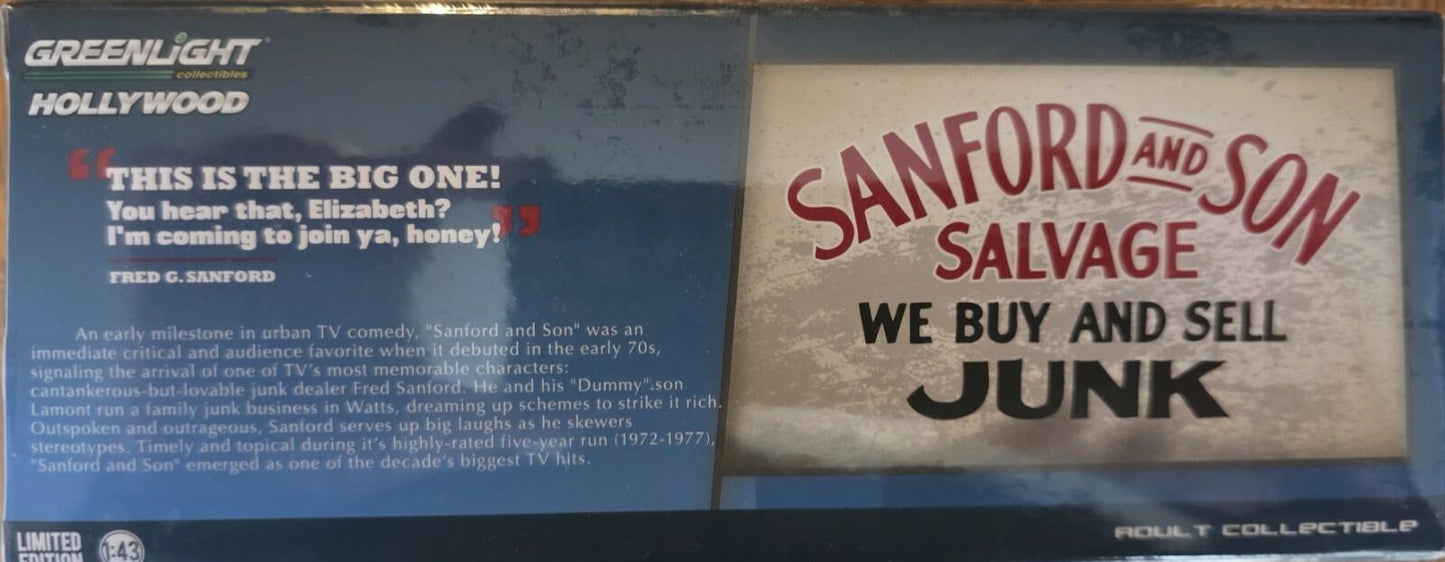 GREENLiGHT
collectibles
HOLLYWOOD
“THIS IS THE BIG ONE!
You hear that, Elizabeth?
I'm coming to join ya, honey!”
FRED G. SANFORD
An early milestone in urban TV comedy, "Sanford and Son" was an
immediate critical and audience favorite when it debuted in the early 70s,
signaling the arrival of one of TV's most memorable characters:
cantankerous-but-lovable junk dealer Fred Sanford. He and his "Dummy" son
Lamont run a family junk business in Watts, dreaming up schemes to strike it rich.
Outspoken and outrageous, Sanford serves up big laughs as he skewers
stereotypes. Timely and topical during it's highly-rated five-year run (1972-1977),
"Sanford and Son" emerged as one of the decade's biggest TV hits.
LIMITED
EDITION
1:43
SANFORD AND SON
SALVAGE
WE BUY AND SELL
JUNK
ADULT COLLECTIBLE